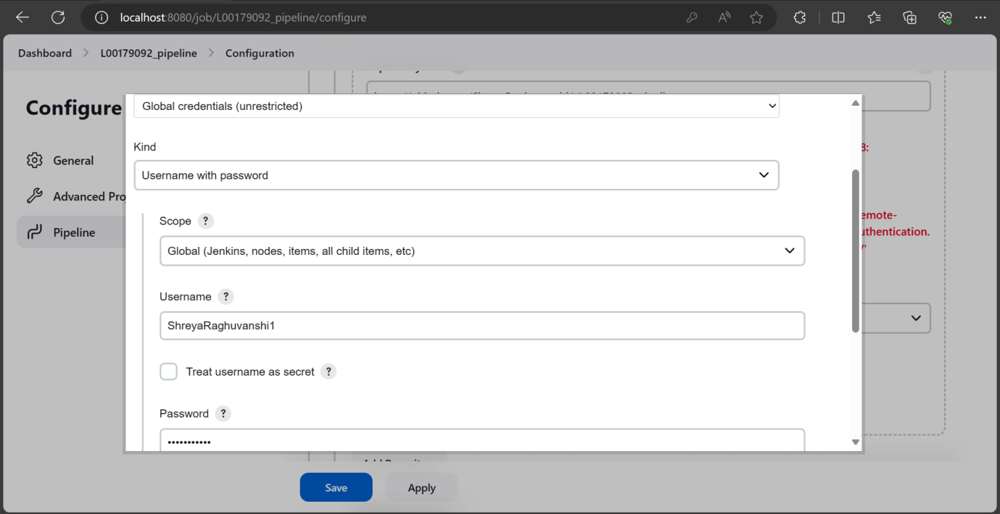 localhost:8080/job/L00179092_pipeline/configure
Dashboard > L00179092_pipeline > Configuration
Configure
General
Advanced Pro
Pipeline
Global credentials (unrestricted)
Kind
Username with password
Scope ?
Global (Jenkins, nodes, items, all child items, etc)
Username ?
ShreyaRaghuvanshi1
Treat username as secret ?
Password ?
•••••••••••
emote-
uthentication.
Save
Apply